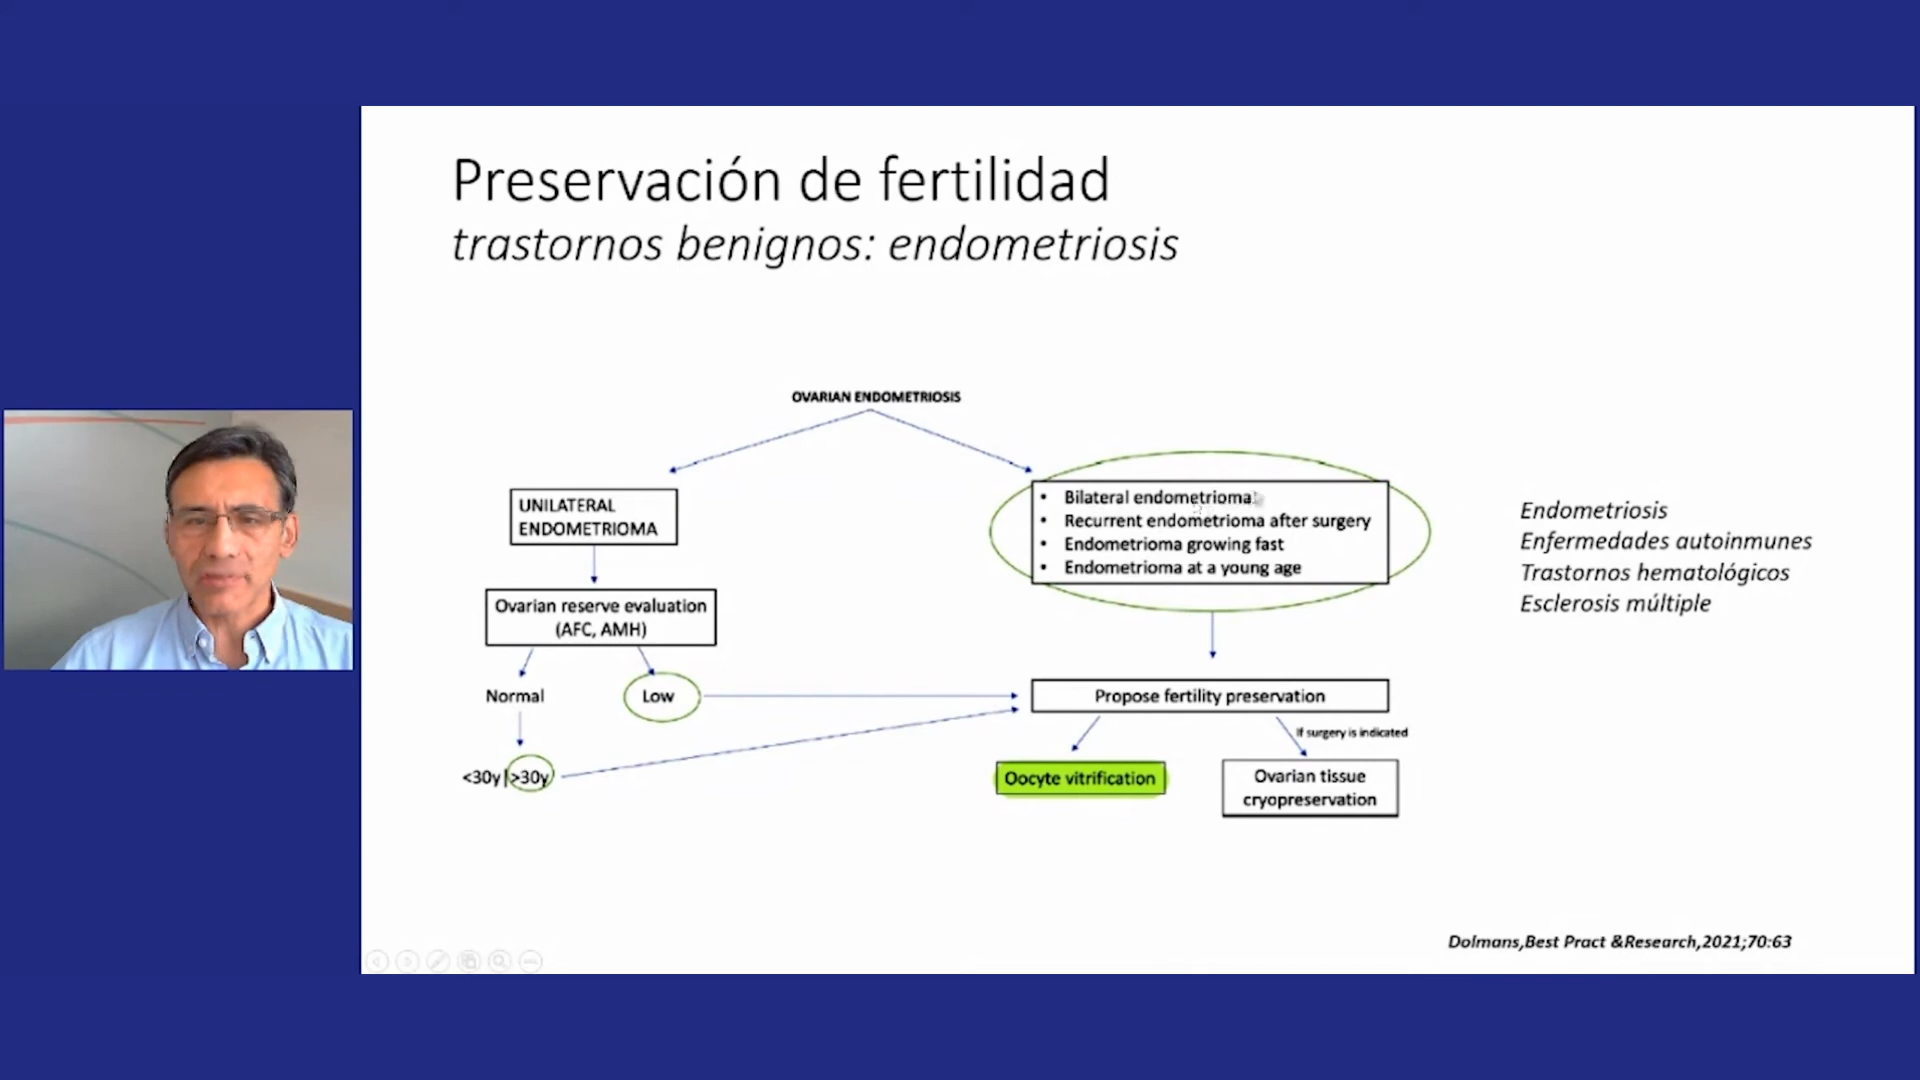 Preservación de fertilidad
trastornos benignos: endometriosis
OVARIAN ENDOMETRIOSIS
UNILATERAL
ENDOMETRIOMA
Ovarian reserve evaluation
(AFC, AMH)
Normal
Low
<30y|>30y
• Bilateral endometrioma
• Recurrent endometrioma after surgery
• Endometrioma growing fast
• Endometrioma at a young age
Propose fertility preservation
If surgery is indicated
Oocyte vitrification
Ovarian tissue
cryopreservation
Endometriosis
Enfermedades autoinmunes
Trastornos hematológicos
Esclerosis múltiple
Dolmans,Best Pract &Research,2021;70:63